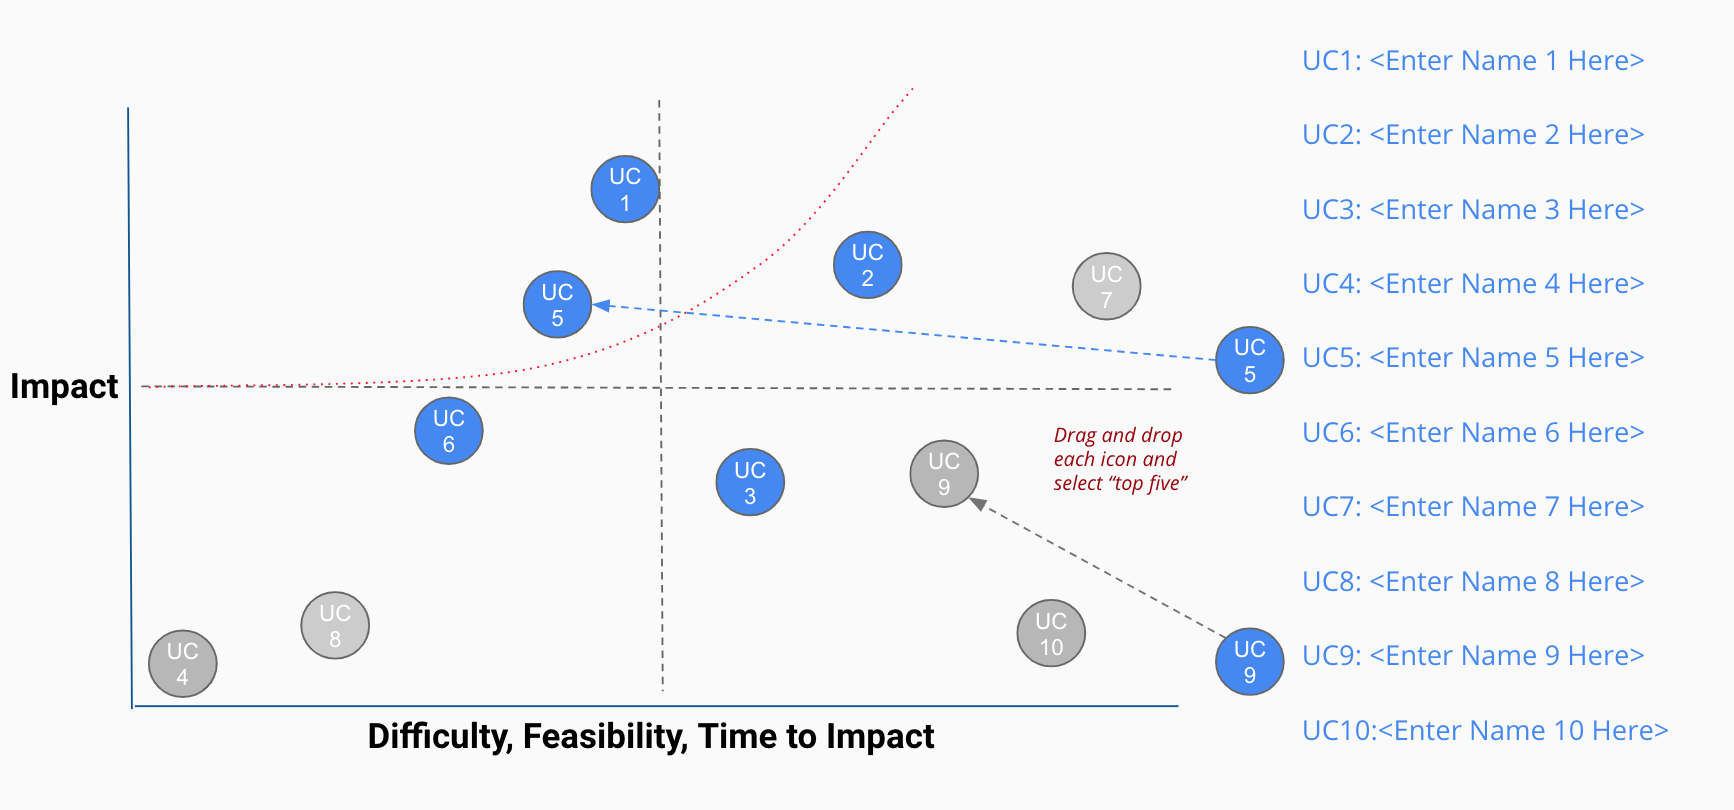 UC1: <Enter Name 1 Here>
UC2: <Enter Name 2 Here>
UC
1
UC3: <Enter Name 3 Here>
UC
2
UC
7
UC4: <Enter Name 4 Here>
UC
5
UC
5
UC5: <Enter Name 5 Here>
Impact
UC
6
Drag and drop
each icon and
select “top five”
UC6: <Enter Name 6 Here>
UC
3
UC
9
UC7: <Enter Name 7 Here>
UC8: <Enter Name 8 Here>
UC
8
UC
10
UC
4
UC
9
UC9: <Enter Name 9 Here>
Difficulty, Feasibility, Time to Impact
UC10:<Enter Name 10 Here>